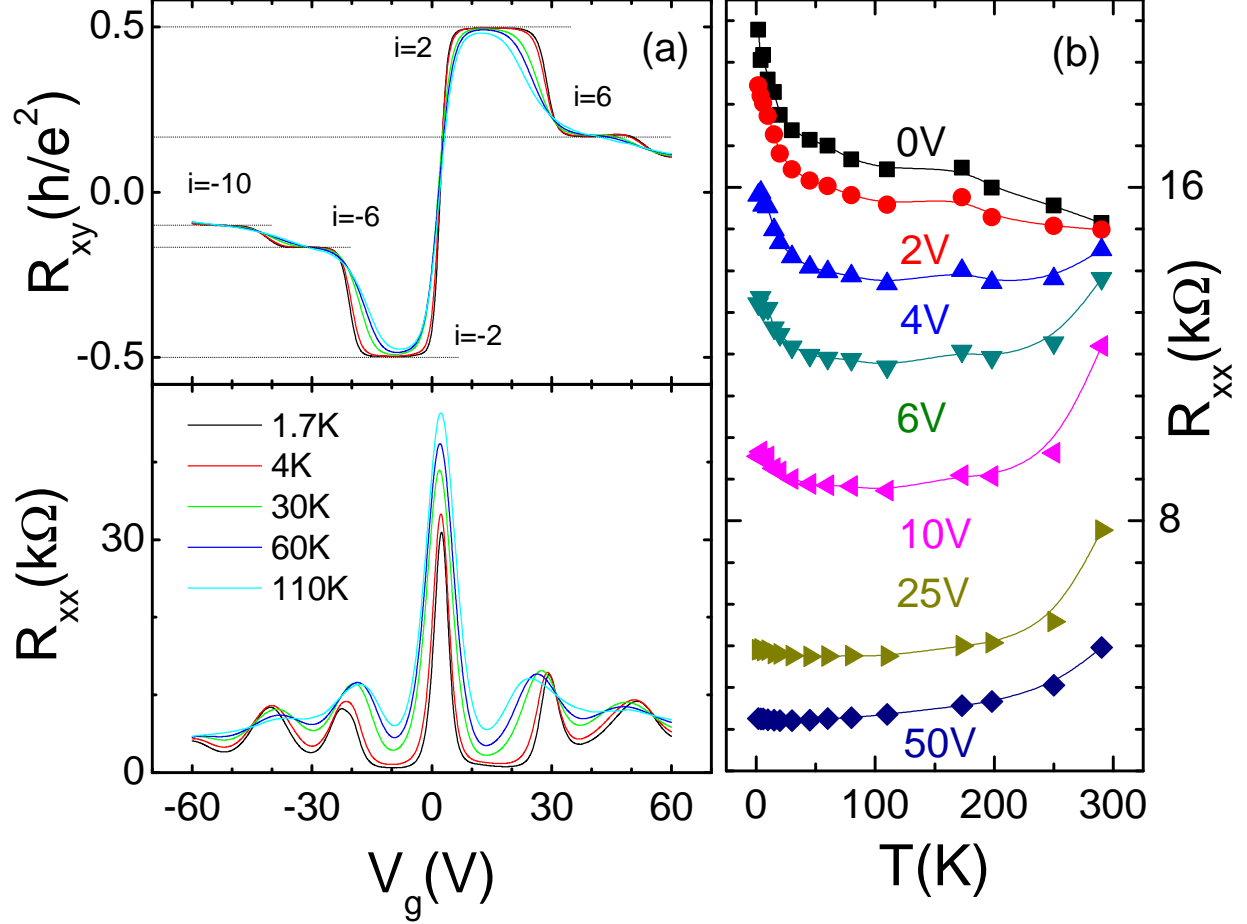 (a)
0.5
0.0
-0.5
R_xy(h/e²)
i=2
i=6
i=-10
i=-6
i=-2
1.7K
4K
30K
60K
110K
30
0
R_xx(kΩ)
-60 -30 0 30 60
V_g(V)
(b)
0V
2V
4V
6V
10V
25V
50V
16
8
R_xx(kΩ)
0 100 200 300
T(K)